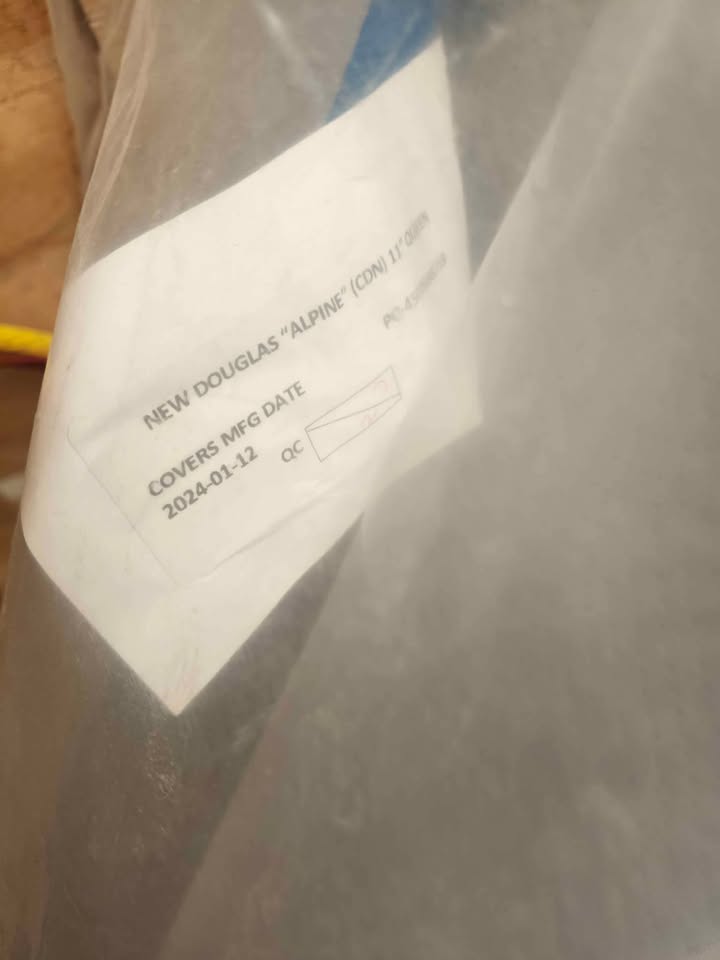 NEW DOUGLAS "ALPINE" (CDN) 11" QUEEN
COVERS MFG DATE
2024-01-12
QC